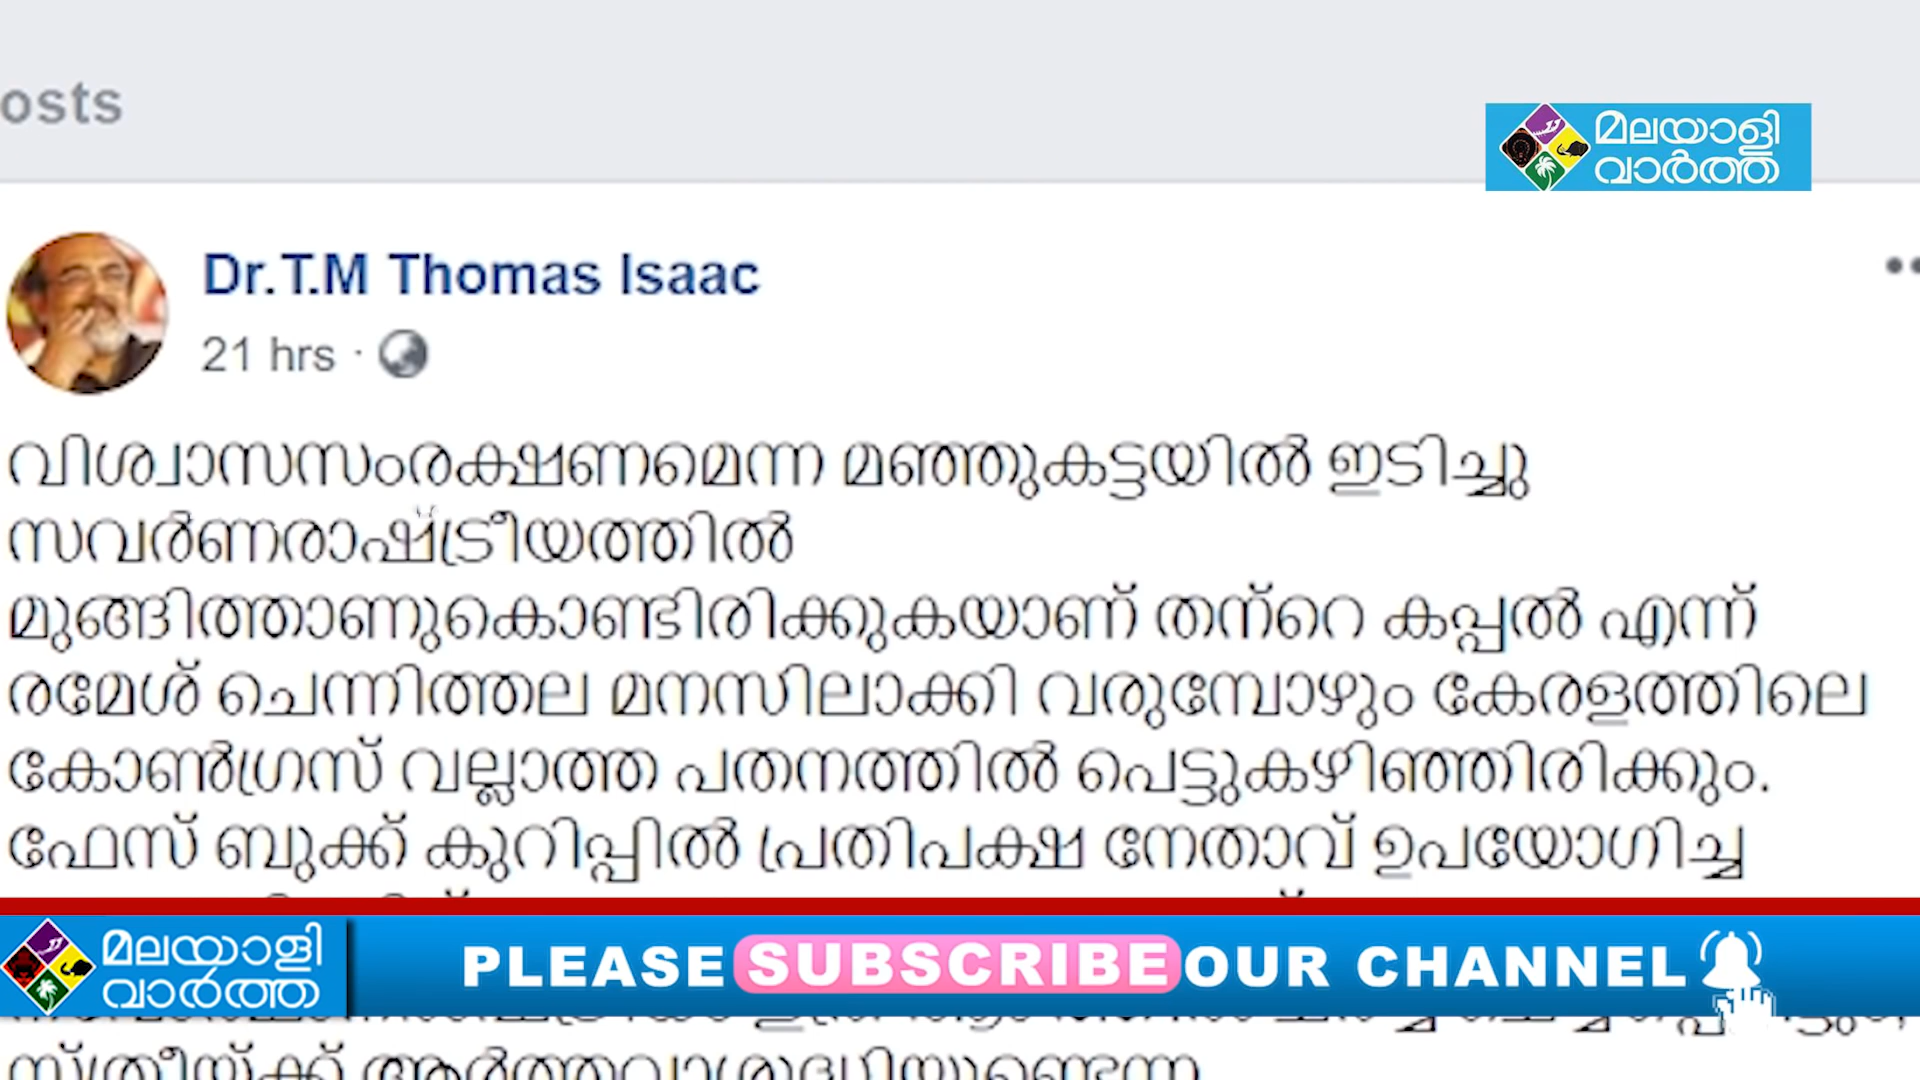 osts
മലയാളി
വാർത്ത
Dr.T.M Thomas Isaac
21 hrs ·
വിശ്വാസസംരക്ഷണമെന്ന മഞ്ഞുകട്ടയിൽ ഇടിച്ചു
സവർണരാഷ്ട്രീയത്തിൽ
മുങ്ങിത്താണുകൊണ്ടിരിക്കുകയാണ് തന്റെ കപ്പൽ എന്ന്
രമേശ് ചെന്നിത്തല മനസിലാക്കി വരുമ്പോഴും കേരളത്തിലെ
കോൺഗ്രസ് വല്ലാത്ത പതനത്തിൽ പെട്ടുകഴിഞ്ഞിരിക്കും.
ഫേസ് ബുക്ക് കുറിപ്പിൽ പ്രതിപക്ഷ നേതാവ് ഉപയോഗിച്ച
മലയാളി
വാർത്ത
PLEASE SUBSCRIBE OUR CHANNEL